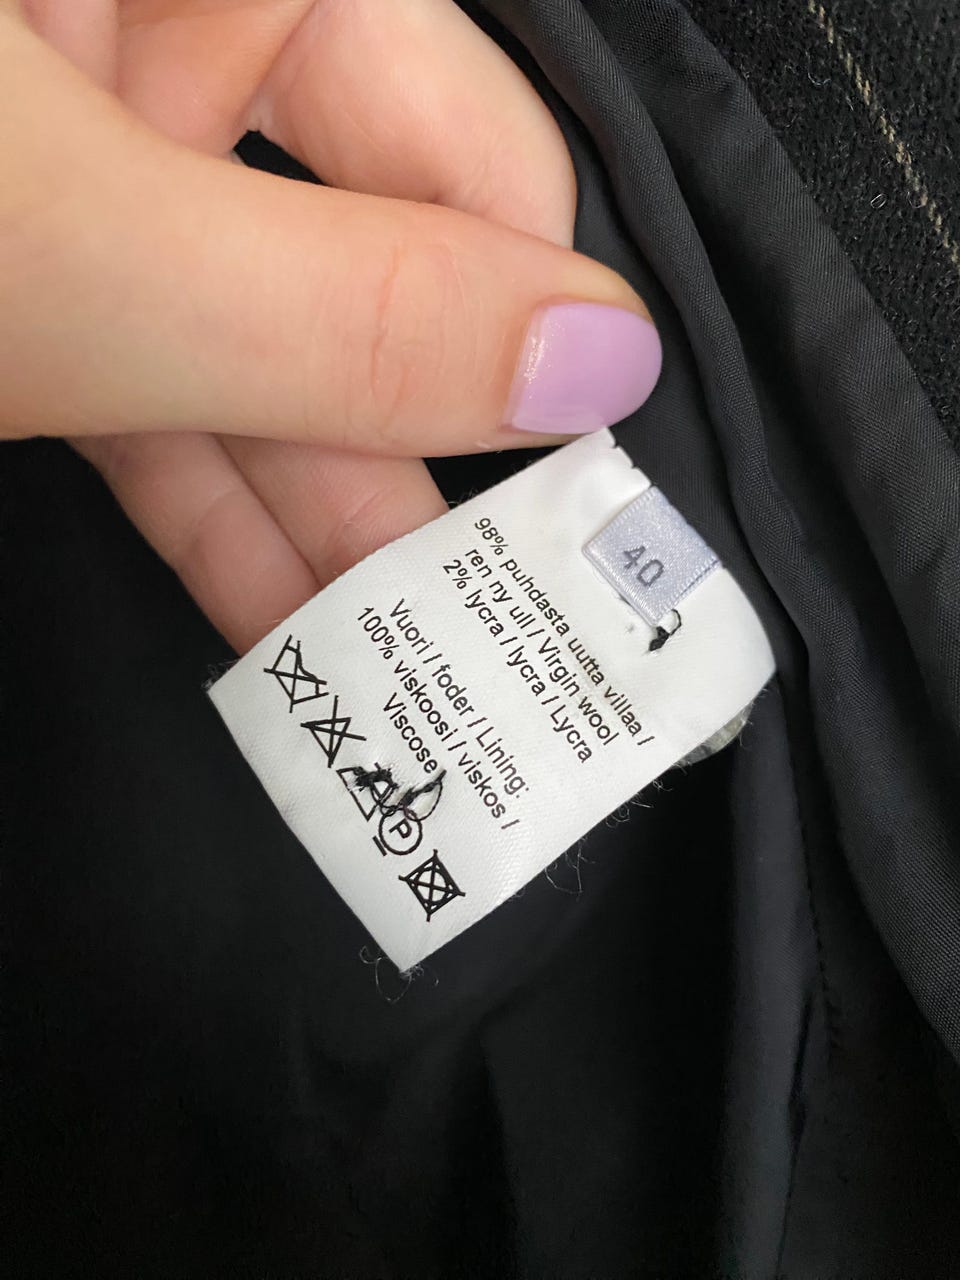 40
98% puhdasta uutta villaa /
ren ny ull / Virgin wool
2% lycra / lycra / Lycra
Vuori / foder / Lining:
100% viskoosi / viskos /
Viscose
P